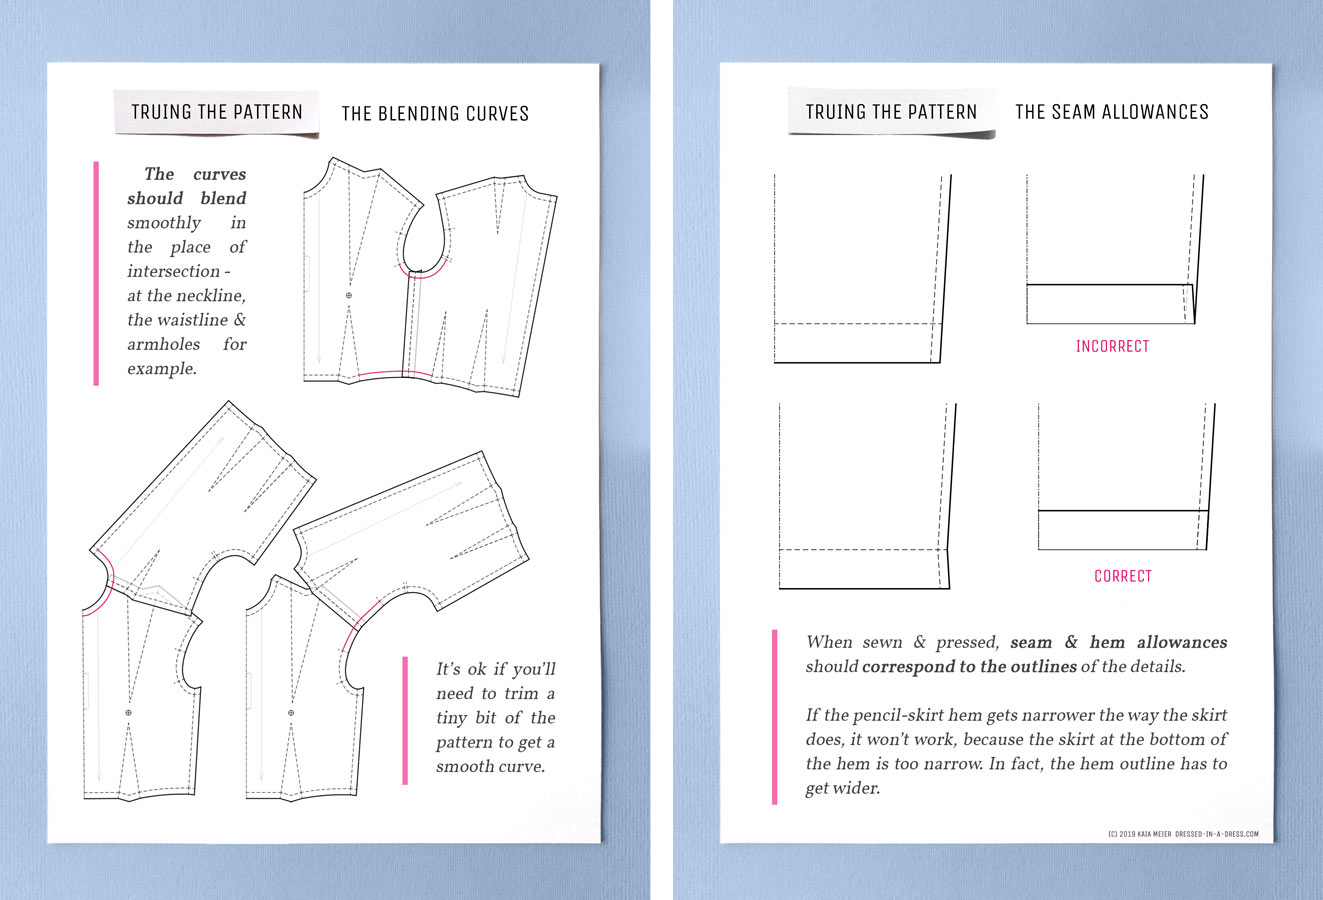 TRUING THE PATTERN
THE BLENDING CURVES
The curves
should blend
smoothly in
the place of
intersection -
at the neckline,
the waistline &
armholes for
example.
It's ok if you'll
need to trim a
tiny bit of the
pattern to get a
smooth curve.
TRUING THE PATTERN
THE SEAM ALLOWANCES
INCORRECT
CORRECT
When sewn & pressed, seam & hem allowances
should correspond to the outlines of the details.
If the pencil-skirt hem gets narrower the way the skirt
does, it won't work, because the skirt at the bottom of
the hem is too narrow. In fact, the hem outline has to
get wider.
(C) 2019 KAIA MEIER DRESSED-IN-A-DRESS.COM